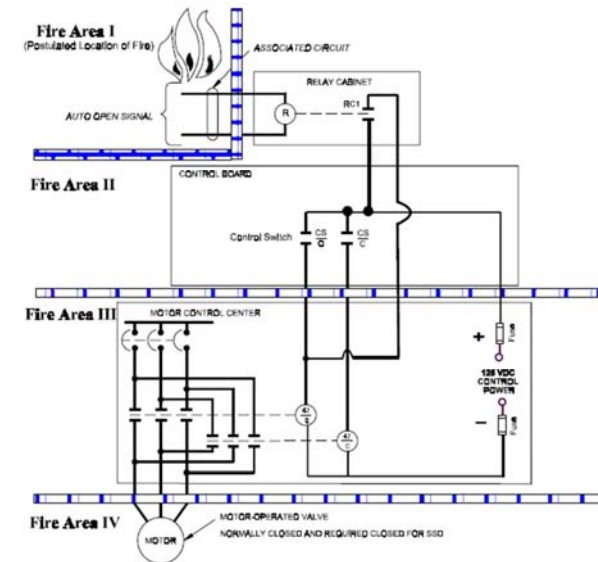 Fire Area I
(Postulated Location of Fire)
ASSOCIATED CIRCUIT
RELAY CABINET
AUTO OPEN SIGNAL
R
RC1
Fire Area II
CONTROL BOARD
Control Switch
CS
O
CS
C
Fire Area III
MOTOR CONTROL CENTER
+
Fuse
125 VDC
CONTROL
POWER
42
O
42
C
−
Fuse
Fire Area IV
MOTOR-OPERATED VALVE
NORMALLY CLOSED AND REQUIRED CLOSED FOR SSD
MOTOR